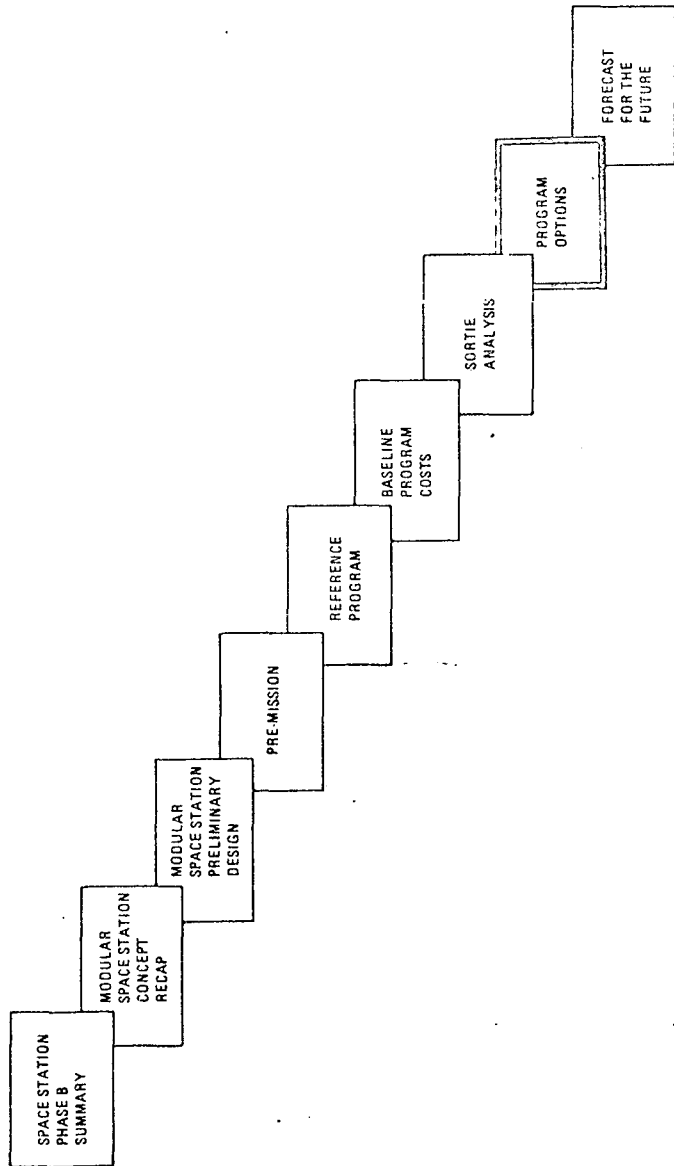 SPACE STATION
PHASE B
SUMMARY
MODULAR
SPACE STATION
CONCEPT
RECAP
MODULAR
SPACE STATION
PRELIMINARY
DESIGN
PRE-MISSION
REFERENCE
PROGRAM
BASELINE
PROGRAM
COSTS
SORTIE
ANALYSIS
PROGRAM
OPTIONS
FORECAST
FOR THE
FUTURE